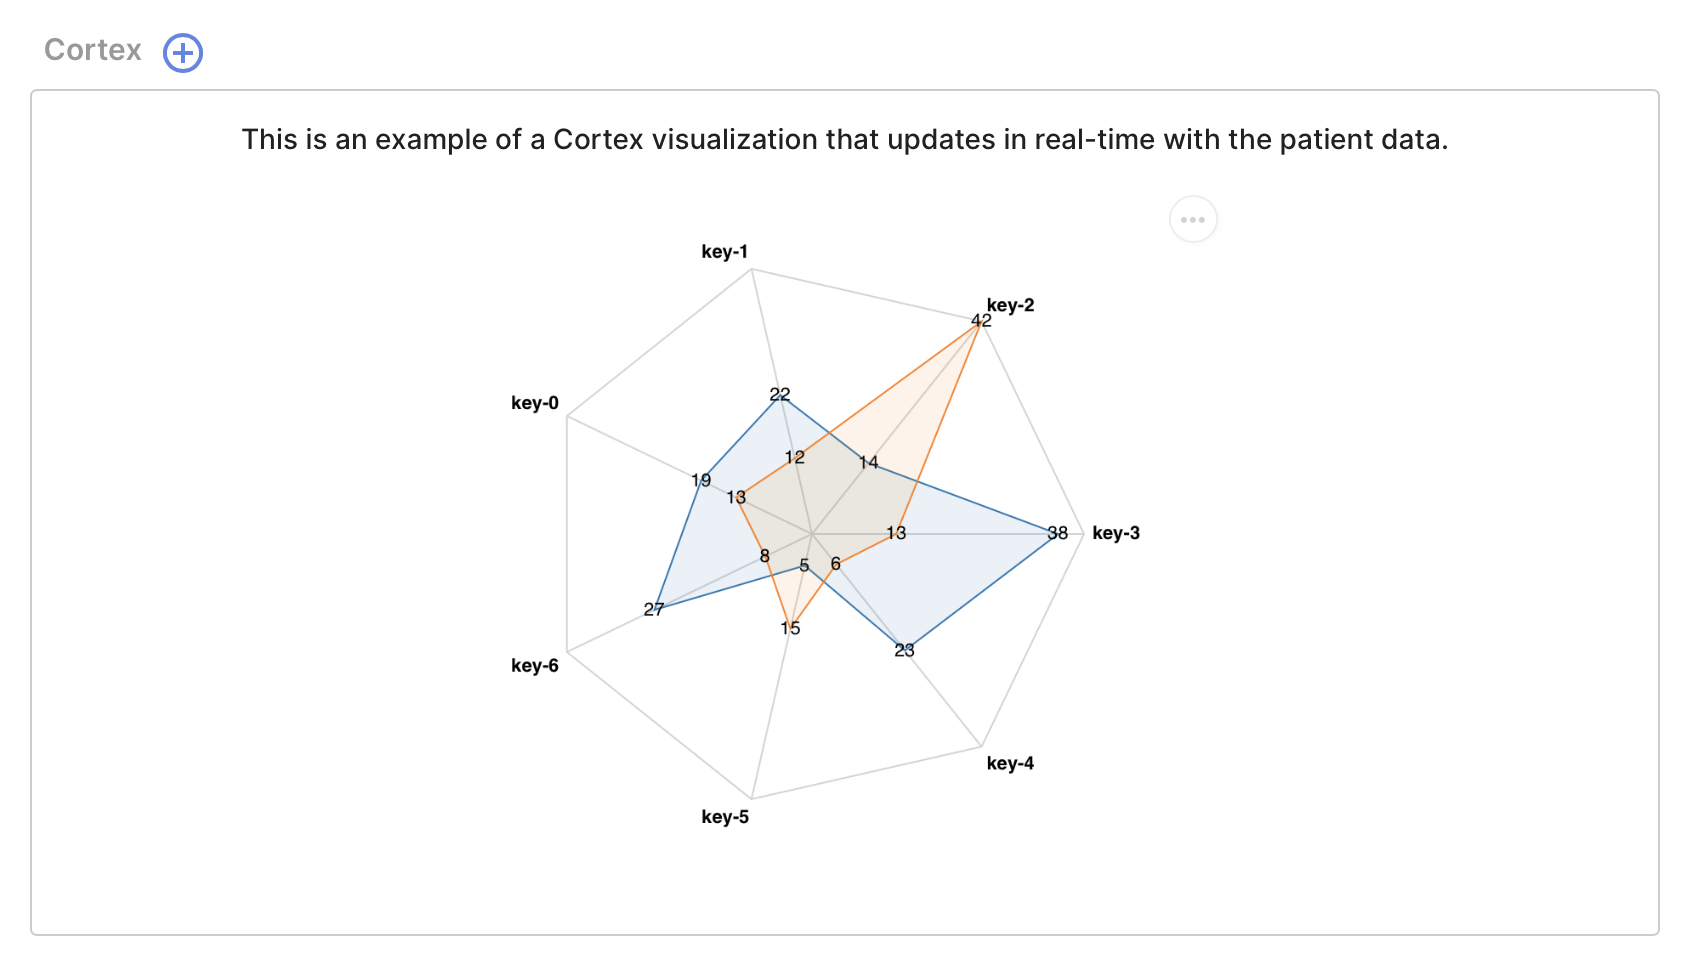 Cortex
This is an example of a Cortex visualization that updates in real-time with the patient data.
key-1
key-2
42
22
key-0
12
14
19
13
13
38
key-3
8
5
6
27
15
23
key-6
key-4
key-5